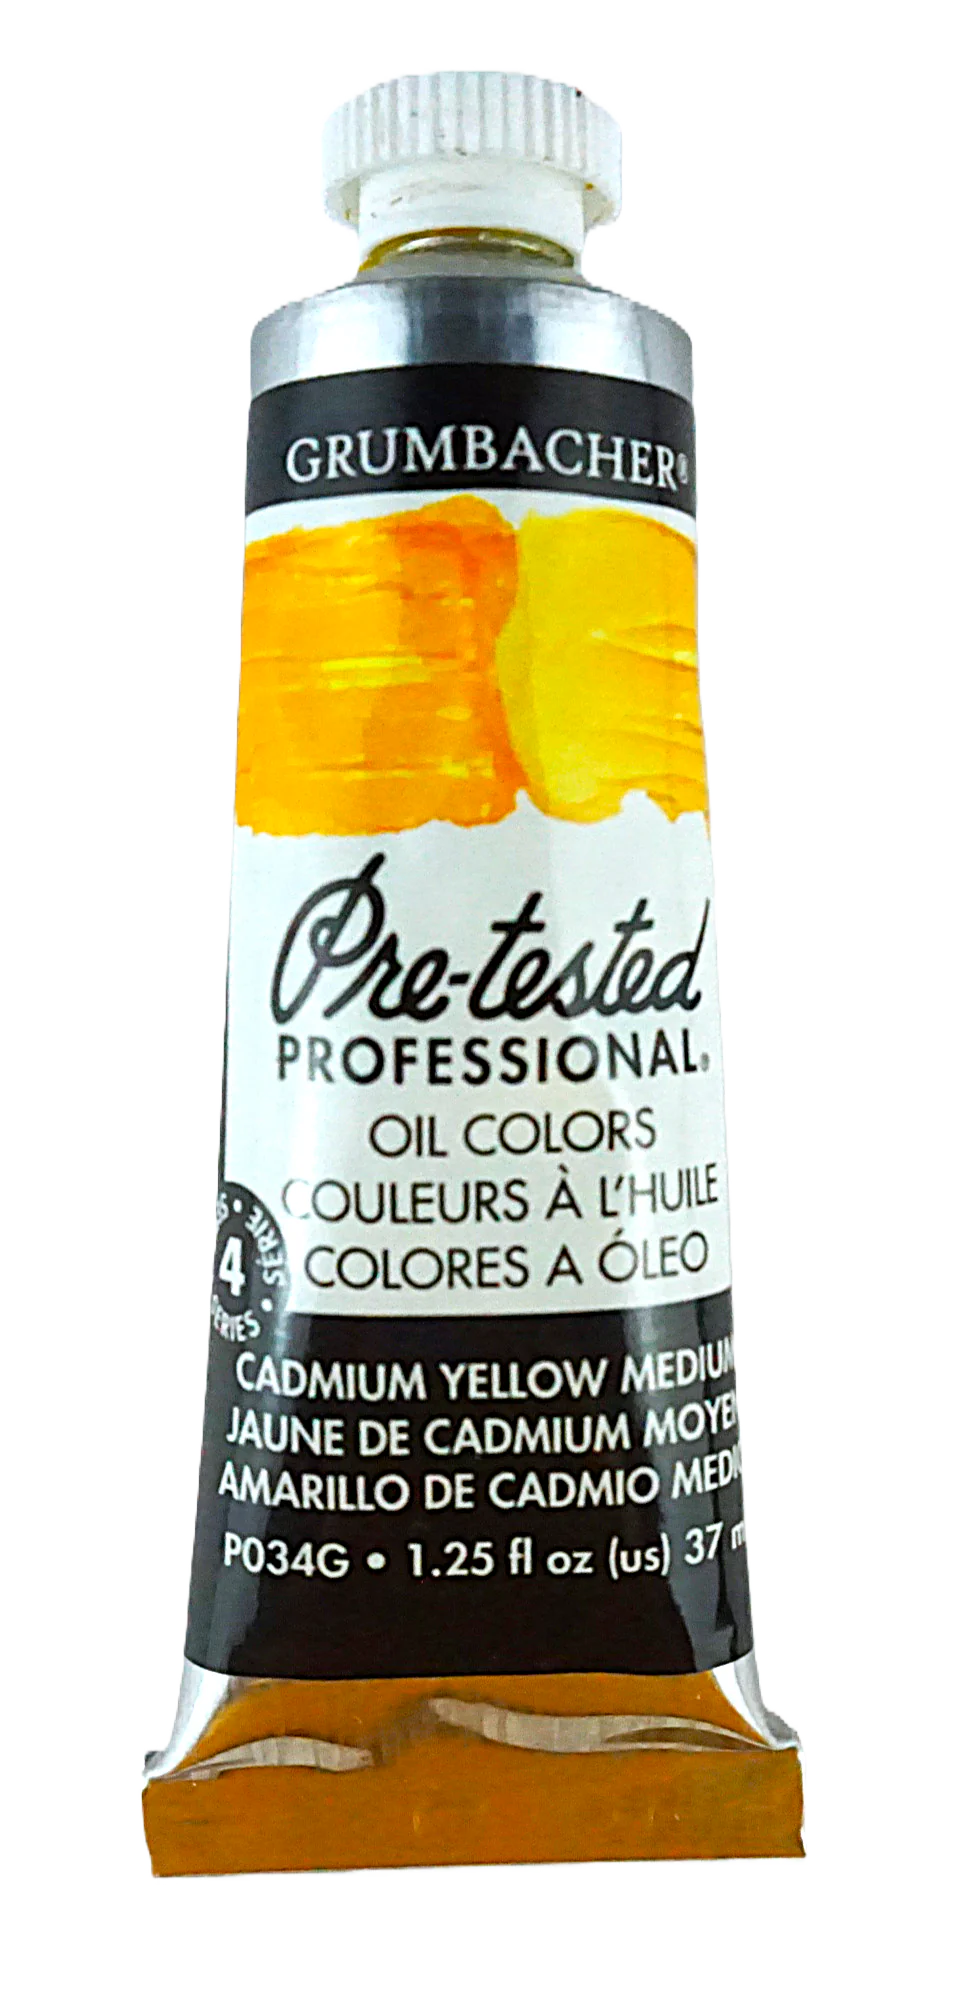 GRUMBACHER®
Pre-tested
PROFESSIONAL®
OIL COLORS
COULEURS À L'HUILE
COLORES A ÓLEO
SÉRIE
4
CADMIUM YELLOW MEDIUM
JAUNE DE CADMIUM
AMARILLO DE CADMIO
P034G • 1.25 fl oz (us) 37